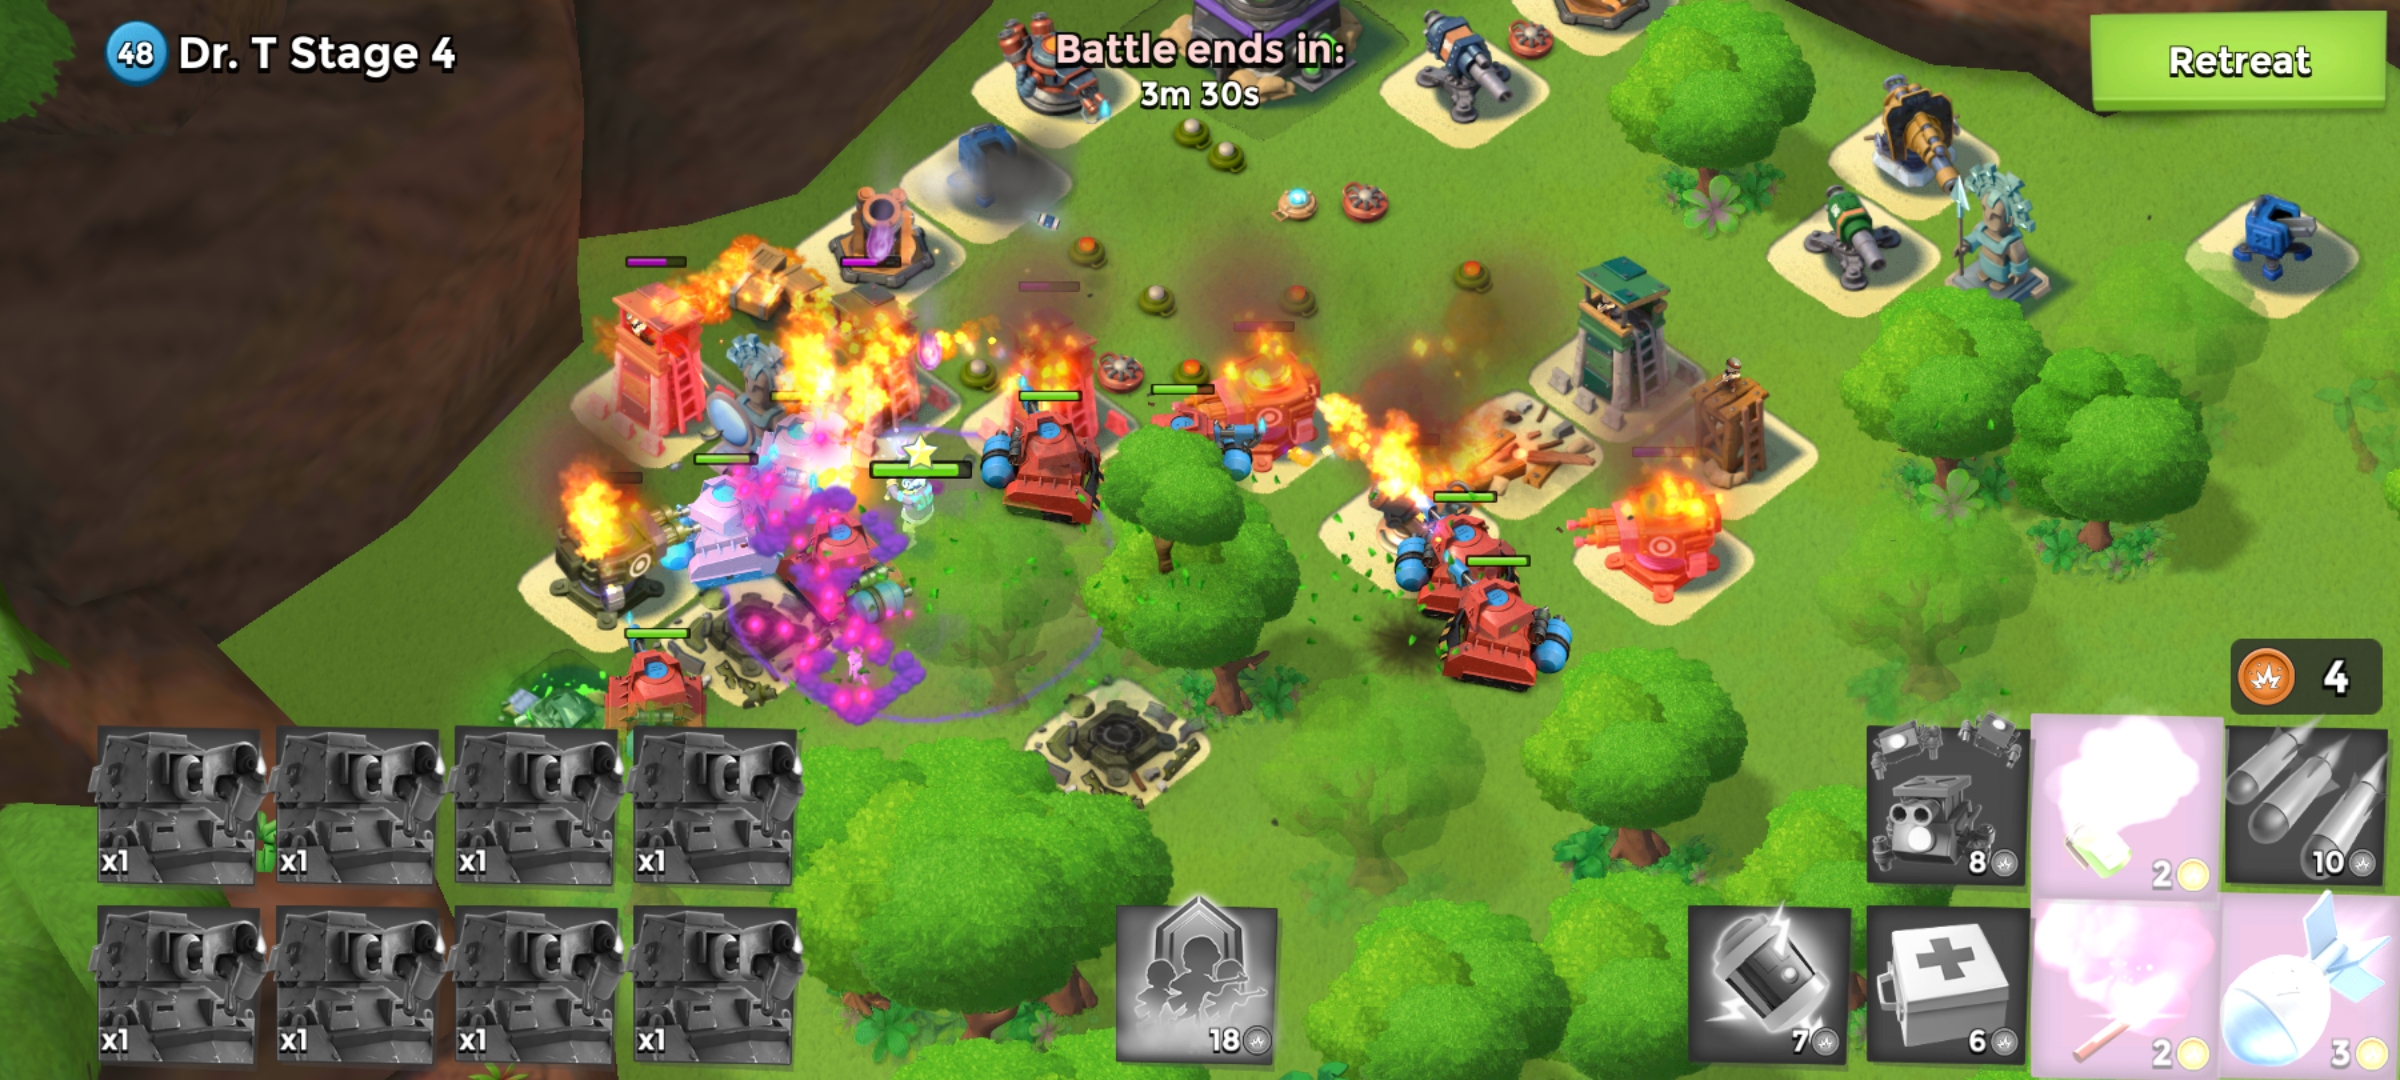 48 Dr. T Stage 4
Battle ends in:
3m 30s
Retreat
4
x1 x1 x1 x1
8 2 10
x1 x1 x1 x1
18 7 6 2 3